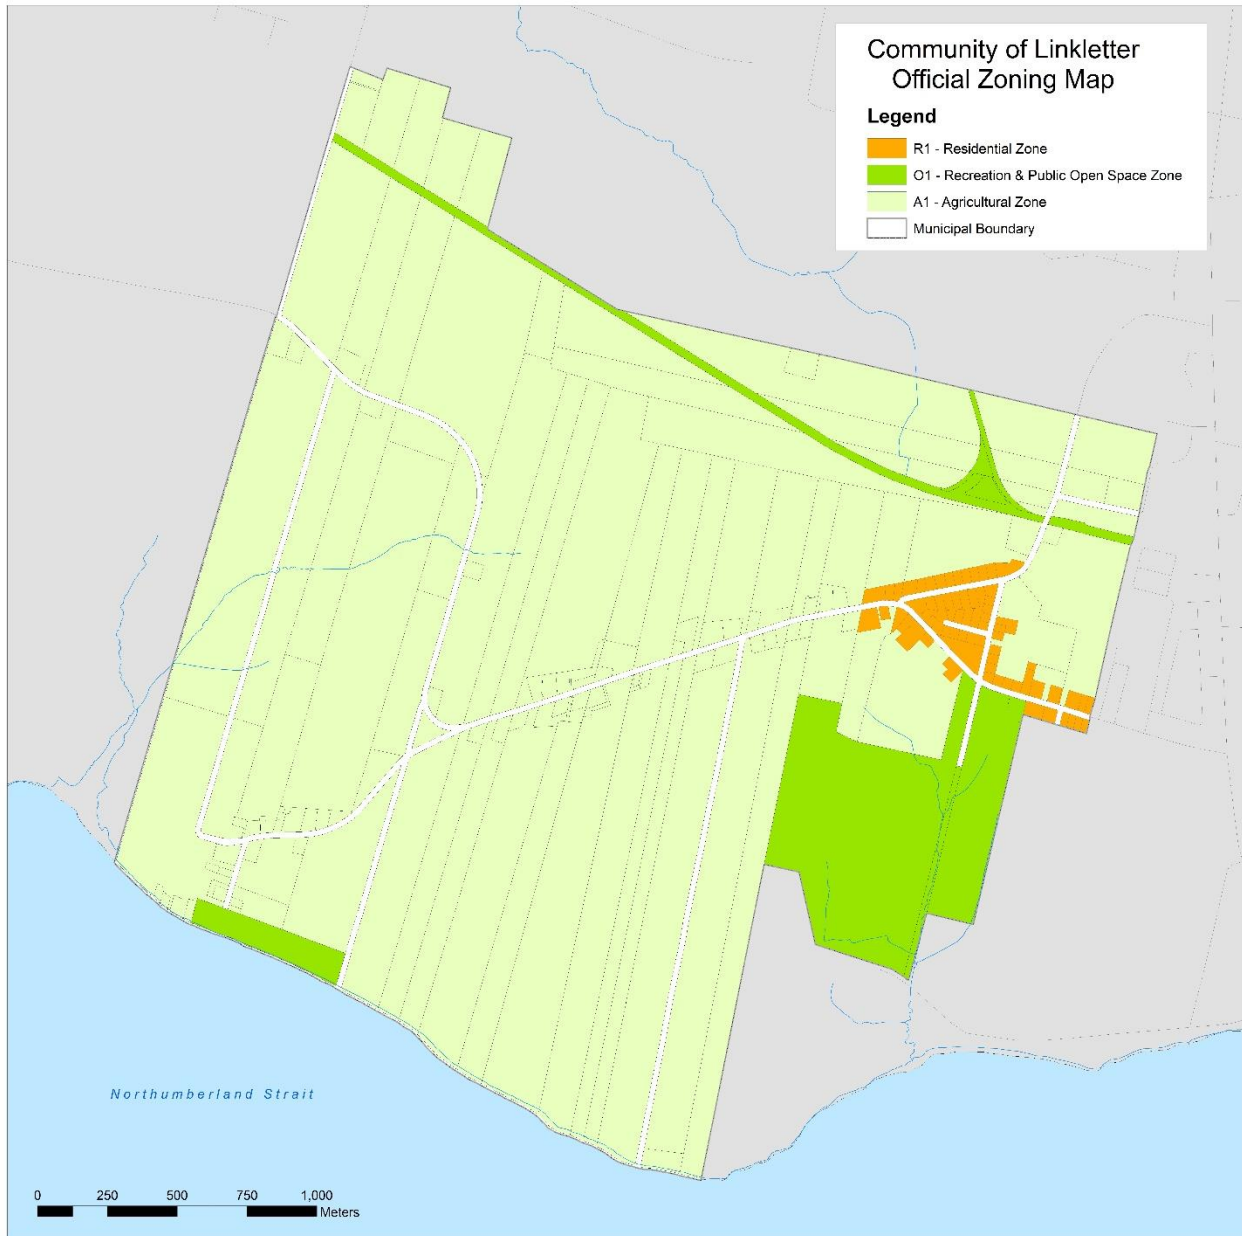 Community of Linkletter
Official Zoning Map
Legend
R1 - Residential Zone
O1 - Recreation & Public Open Space Zone
A1 - Agricultural Zone
Municipal Boundary
Northumberland Strait
0 250 500 750 1,000
Meters